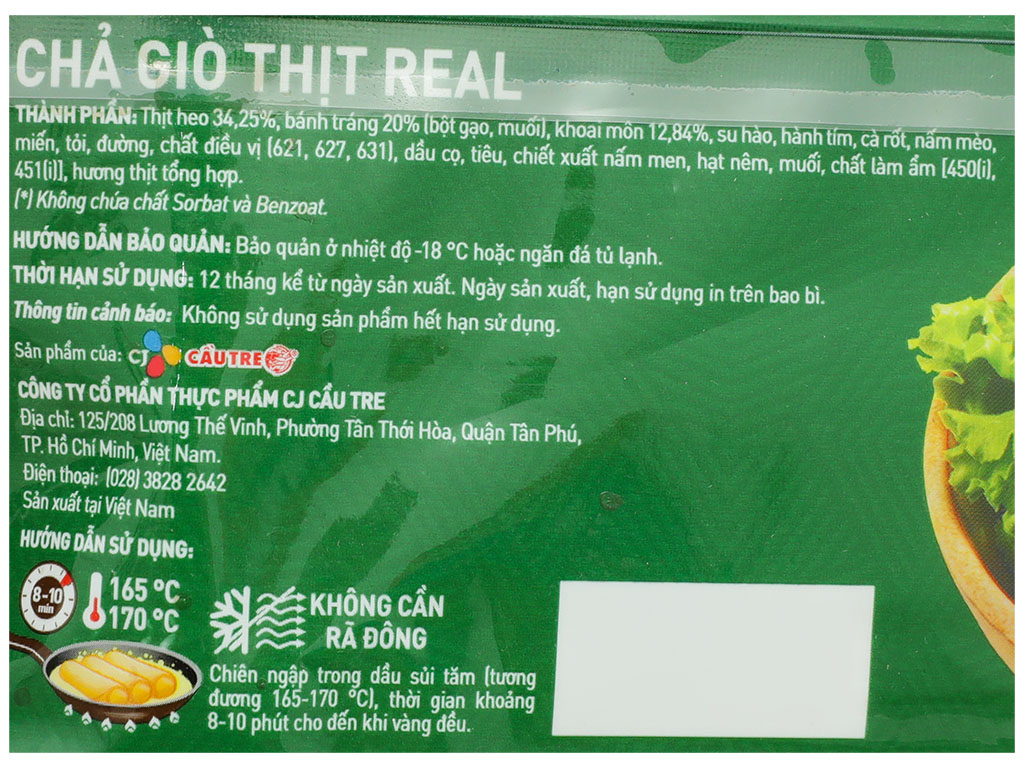 CHẢ GIÒ THỊT REAL
THÀNH PHẦN: Thịt heo 34,25%, bánh tráng 20% (bột gạo, muối), khoai môn 12,84%, su hào, hành tím, cà rốt, nấm mèo,
miến, tỏi, đường, chất điều vị (621, 627, 631), dầu cọ, tiêu, chiết xuất nấm men, hạt nêm, muối, chất làm ẩm [450(i),
451(i)], hương thịt tổng hợp.
(*) Không chứa chất Sorbat và Benzoat.
HƯỚNG DẪN BẢO QUẢN: Bảo quản ở nhiệt độ -18 °C hoặc ngăn đá tủ lạnh.
THỜI HẠN SỬ DỤNG: 12 tháng kể từ ngày sản xuất. Ngày sản xuất, hạn sử dụng in trên bao bì.
Thông tin cảnh báo: Không sử dụng sản phẩm hết hạn sử dụng.
Sản phẩm của: CJ CẦU TRE
CÔNG TY CỔ PHẦN THỰC PHẨM CJ CẦU TRE
Địa chỉ: 125/208 Lương Thế Vinh, Phường Tân Thới Hòa, Quận Tân Phú,
TP. Hồ Chí Minh, Việt Nam.
Điện thoại: (028) 3828 2642
Sản xuất tại Việt Nam
HƯỚNG DẪN SỬ DỤNG:
8-10
min
165 °C
170 °C
KHÔNG CẦN
RÃ ĐÔNG
Chiên ngập trong dầu sủi tăm (tương
đương 165-170 °C), thời gian khoảng
8-10 phút cho đến khi vàng đều.